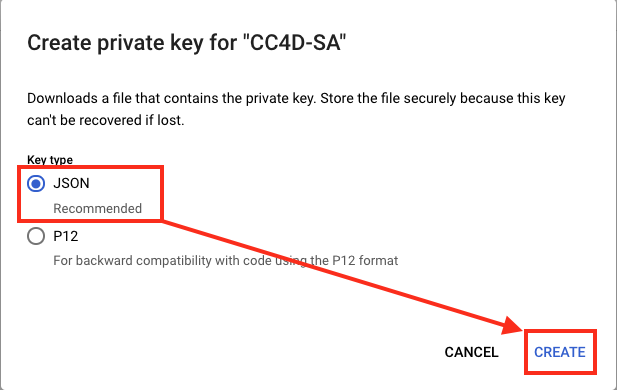 Create private key for "CC4D-SA"
Downloads a file that contains the private key. Store the file securely because this key
can't be recovered if lost.
Key type
JSON
Recommended
P12
For backward compatibility with code using the P12 format
CANCEL CREATE